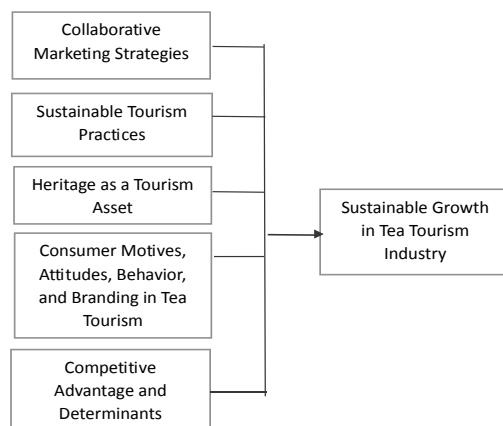 Collaborative
Marketing Strategies
Sustainable Tourism
Practices
Heritage as a Tourism
Asset
Consumer Motives,
Attitudes, Behavior,
and Branding in Tea
Tourism
Competitive
Advantage and
Determinants
Sustainable Growth
in Tea Tourism
Industry